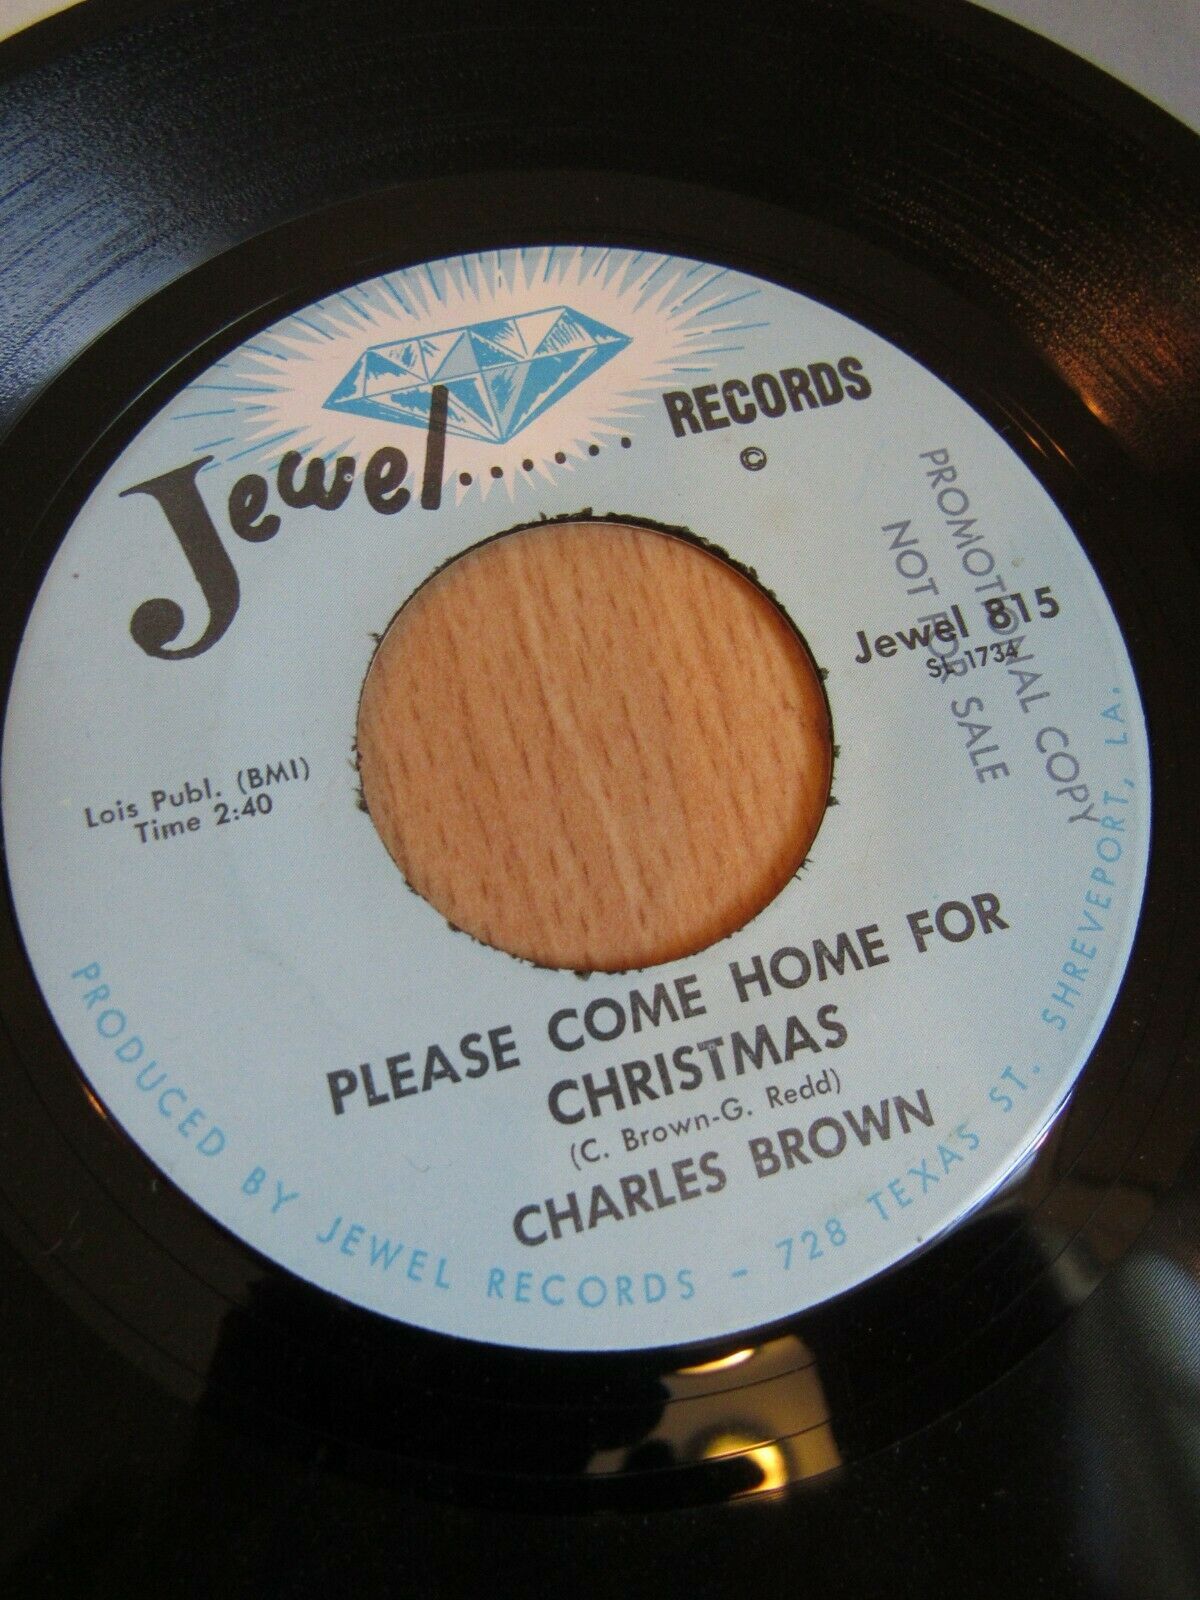 Jewel...... RECORDS
©
PROMOTIONAL COPY
NOT FOR SALE
Jewel 815
SL 1734
Lois Publ. (BMI)
Time 2:40
PLEASE COME HOME FOR
CHRISTMAS
(C. Brown-G. Redd)
CHARLES BROWN
PRODUCED BY JEWEL RECORDS - 728 TEXAS ST. SHREVEPORT, LA.